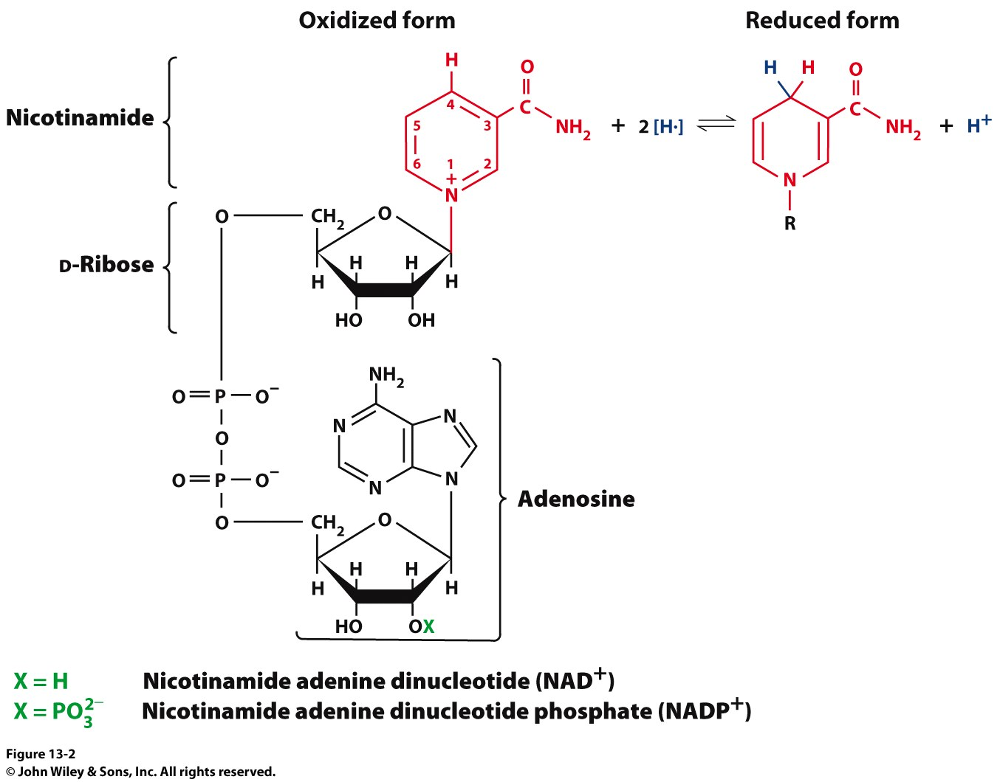 Oxidized form
Reduced form
Nicotinamide
H
O
4
C
5
3
NH₂
6
1
2
+
N
+ 2 [H·]
H H
O
C
NH₂
N
R
+ H⁺
D-Ribose
O
CH₂
O
H
H
H
H
HO
OH
O=P—O⁻
O
O=P—O⁻
O
NH₂
N
N
N
N
Adenosine
CH₂
O
H
H
H
H
HO
OX
X = H Nicotinamide adenine dinucleotide (NAD⁺)
X = PO₃²⁻ Nicotinamide adenine dinucleotide phosphate (NADP⁺)
Figure 13-2
© John Wiley & Sons, Inc. All rights reserved.